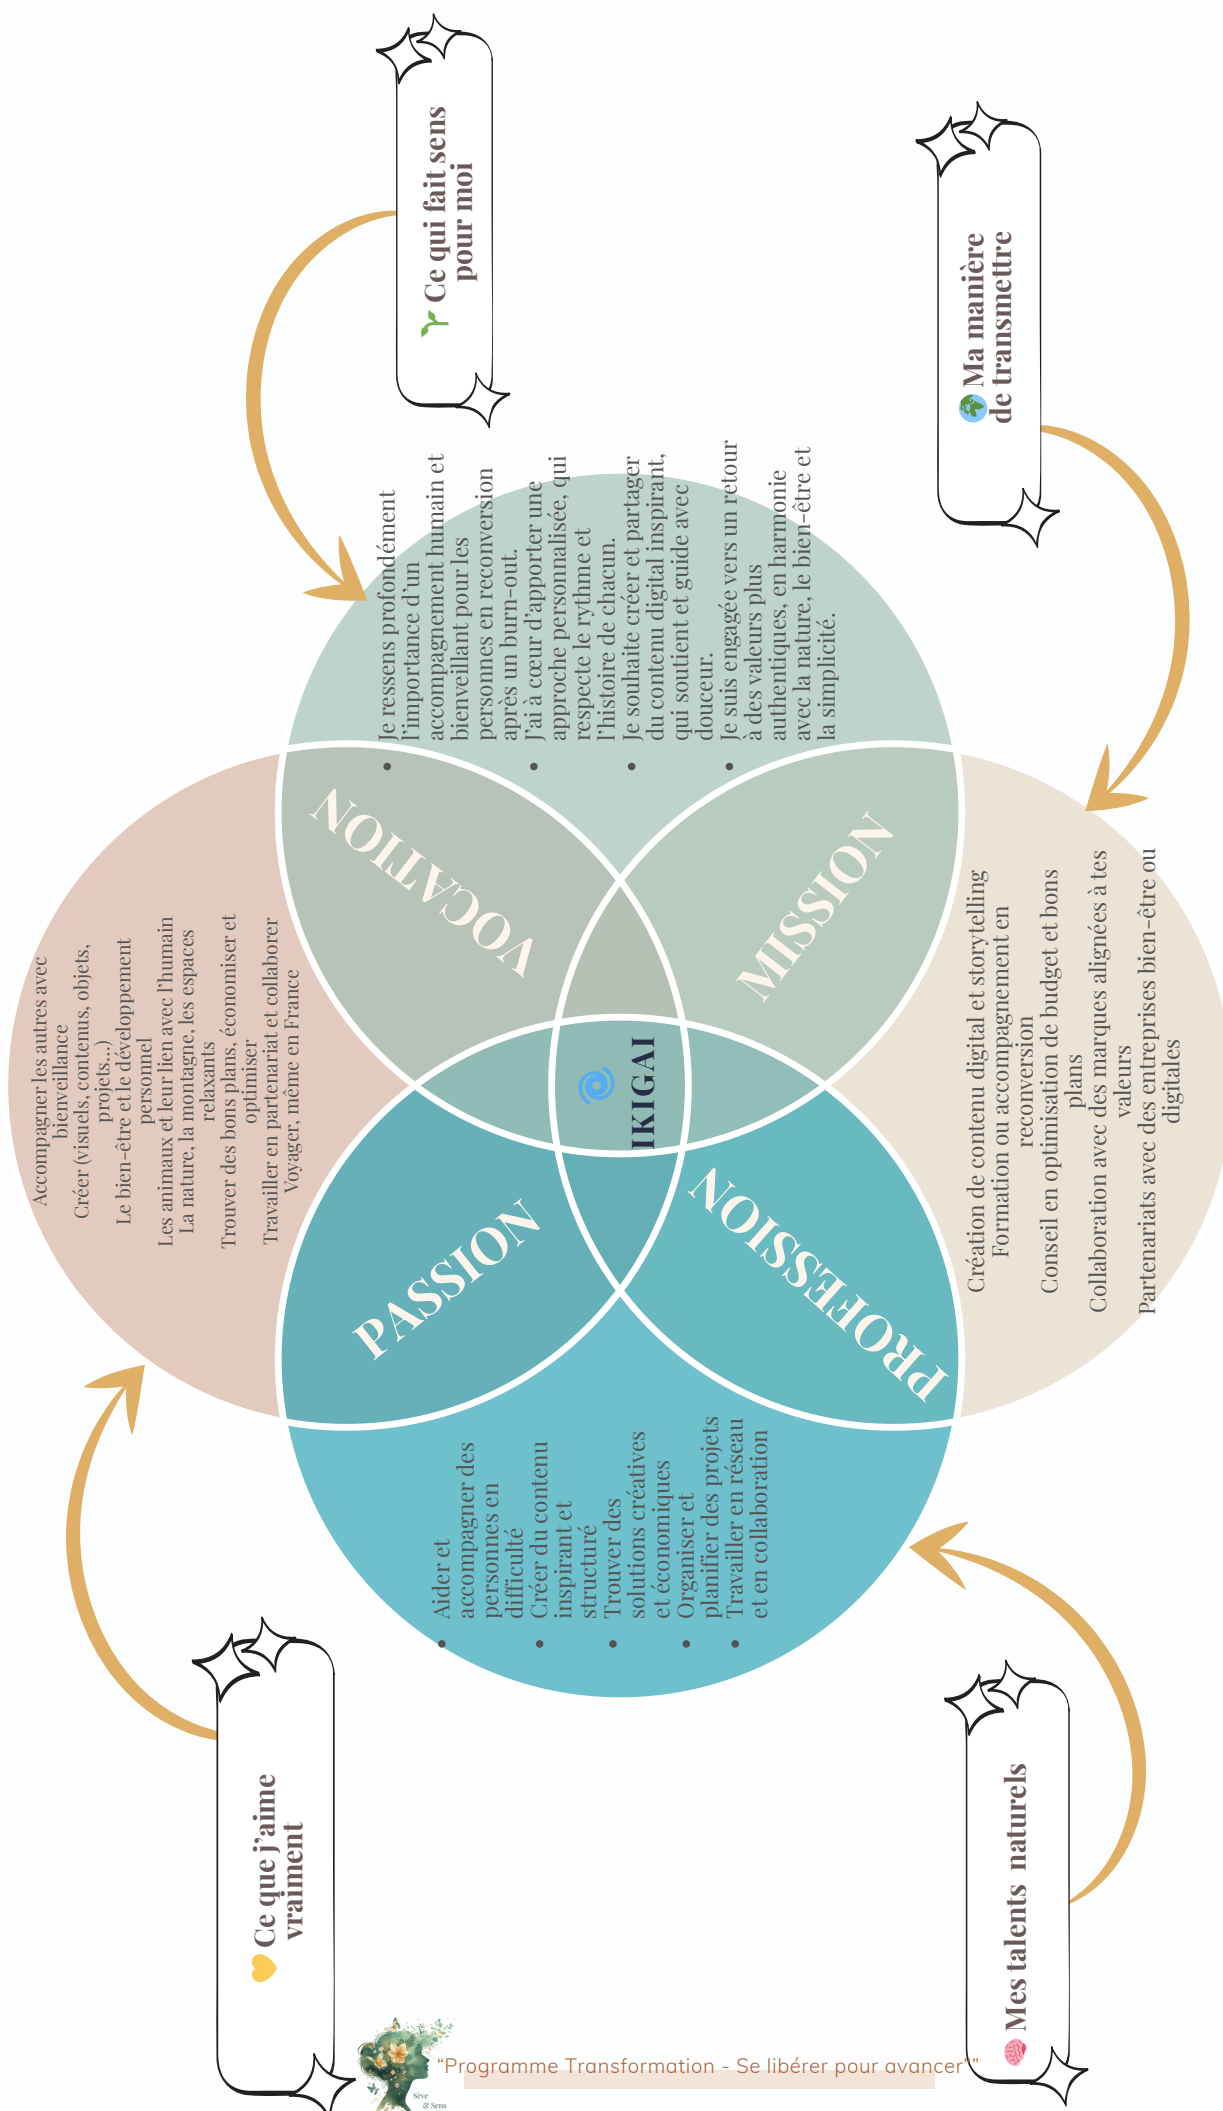 Ce que j’aime
vraiment
Accompagner les autres avec
bienveillance
Créer (visuels, contenus, objets,
projets...)
Le bien-être et le développement
personnel
Les animaux et leur lien avec l’humain
La nature, la montagne, les espaces
relaxants
Trouver des bons plans, économiser et
optimiser
Travailler en partenariat et collaborer
Voyager, même en France
Ce qui fait sens
pour moi
Je ressens profondément
l’importance d’un
accompagnement humain et
bienveillant pour les
personnes en reconversion
après un burn-out.
J’ai à cœur d’apporter une
approche personnalisée, qui
respecte le rythme et
l’histoire de chacun.
Je souhaite créer et partager
du contenu digital inspirant,
qui soutient et guide avec
douceur.
Je suis engagée vers un retour
à des valeurs plus
authentiques, en harmonie
avec la nature, le bien-être et
la simplicité.
PASSION
VOCATION
IKIGAI
PROFESSION
MISSION
Aider et
accompagner des
personnes en
difficulté
Créer du contenu
inspirant et
structuré
Trouver des
solutions créatives
et économiques
Organiser et
planifier des projets
Travailler en réseau
et en collaboration
Mes talents naturels
Création de contenu digital et storytelling
Formation ou accompagnement en
reconversion
Conseil en optimisation de budget et bons
plans
Collaboration avec des marques alignées à tes
valeurs
Partenariats avec des entreprises bien-être ou
digitales
Ma manière
de transmettre
“Programme Transformation - Se libérer pour avancer””
Sève
& Sens